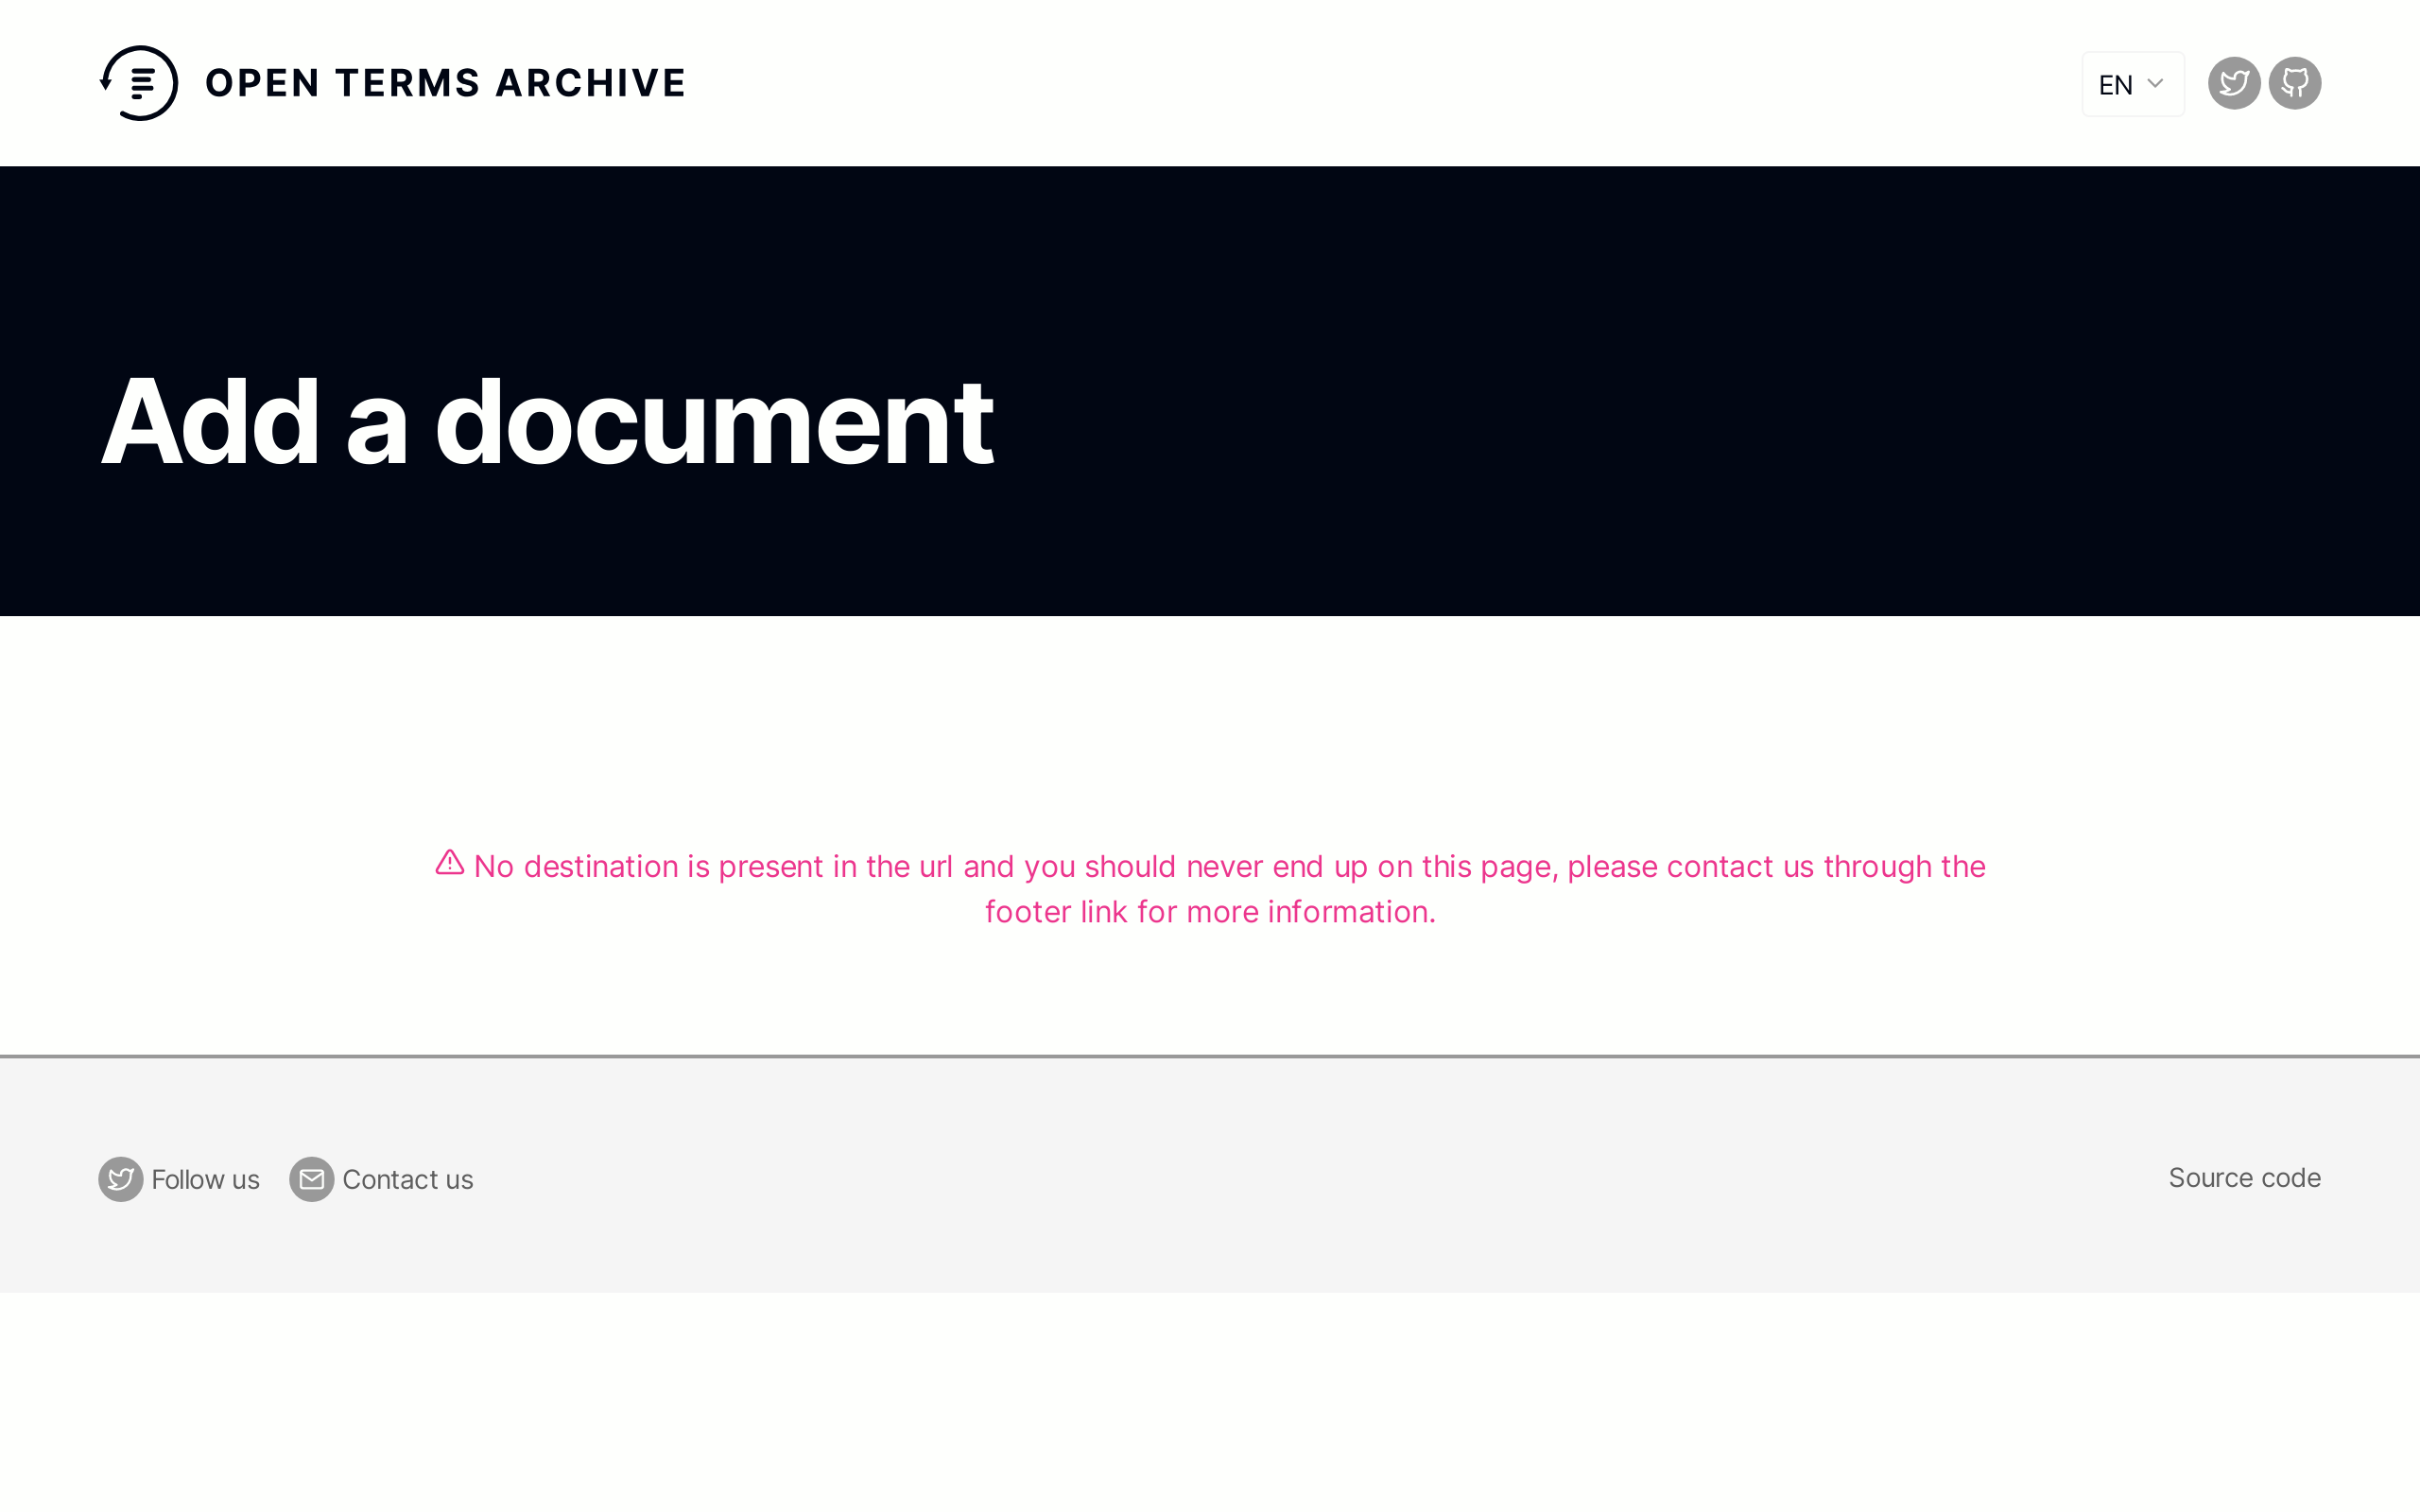 OPEN TERMS ARCHIVE
EN
Add a document
No destination is present in the url and you should never end up on this page, please contact us through the
footer link for more information.
Follow us
Contact us
Source code